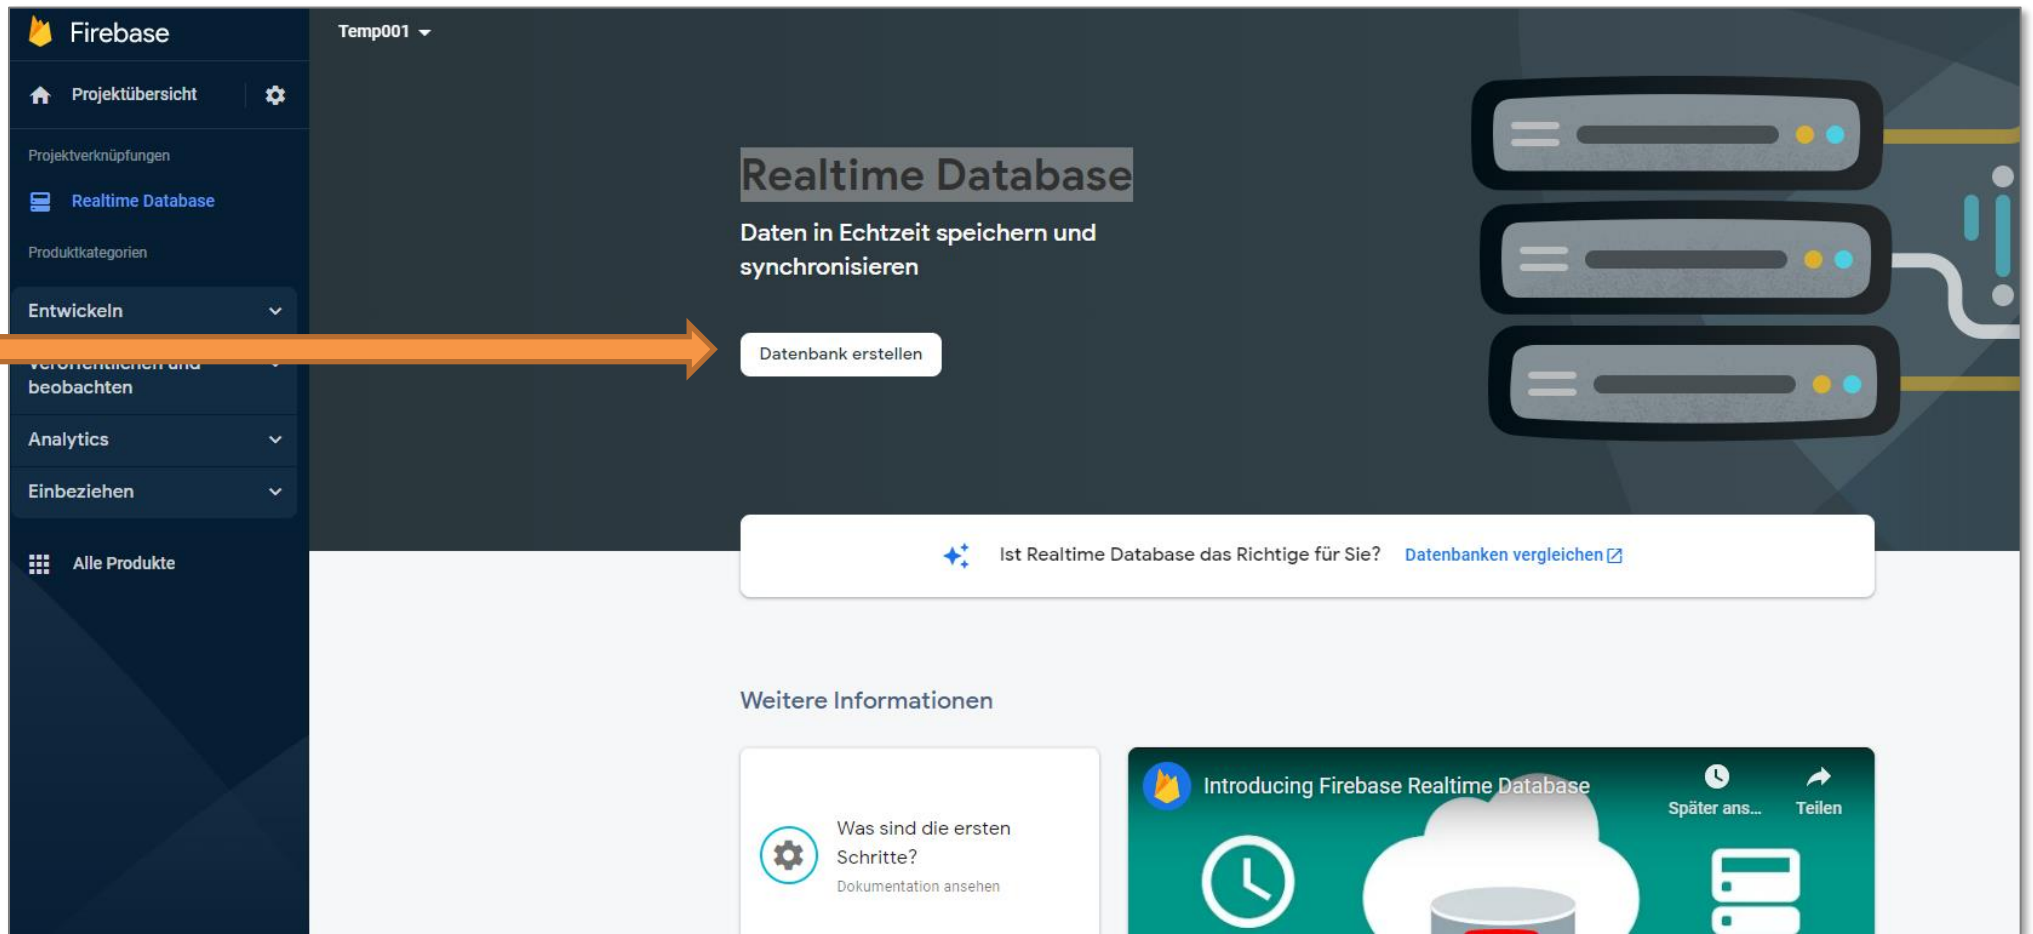 Firebase
Temp001
Projektübersicht
Projektverknüpfungen
Realtime Database
Produktkategorien
Entwickeln
Veröffentlichen und
beobachten
Analytics
Einbeziehen
Alle Produkte
Realtime Database
Daten in Echtzeit speichern und
synchronisieren
Datenbank erstellen
Ist Realtime Database das Richtige für Sie? Datenbanken vergleichen
Weitere Informationen
Was sind die ersten
Schritte?
Dokumentation ansehen
Introducing Firebase Realtime Database
Später ans...
Teilen